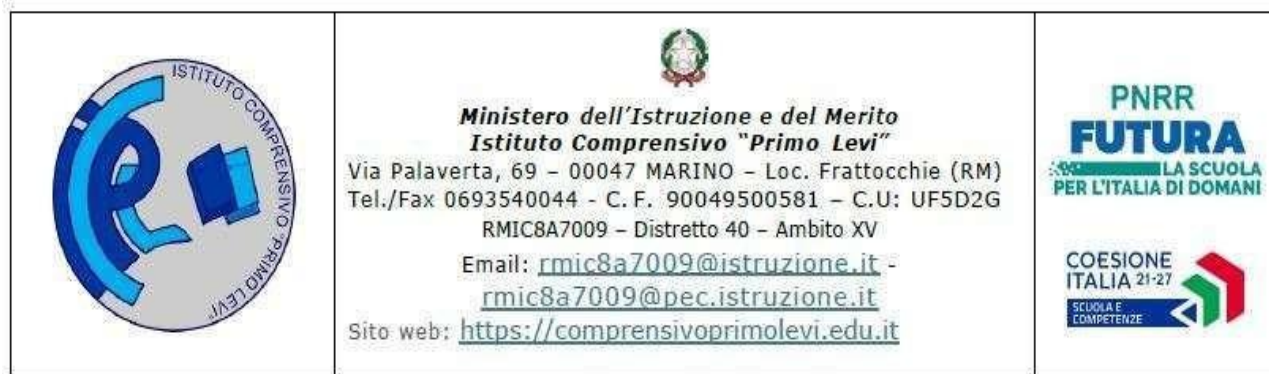 ISTITUTO COMPRENSIVO "PRIMO LEVI"
Ministero dell'Istruzione e del Merito
Istituto Comprensivo "Primo Levi"
Via Palaverta, 69 – 00047 MARINO – Loc. Frattocchie (RM)
Tel./Fax 0693540044 - C.F. 90049500581 – C.U: UF5D2G
RMIC8A7009 – Distretto 40 – Ambito XV
Email: rmic8a7009@istruzione.it -
rmic8a7009@pec.istruzione.it
Sito web: https://comprensivoprimolevi.edu.it
PNRR
FUTURA
LA SCUOLA
PER L'ITALIA DI DOMANI
COESIONE
ITALIA 21-27
SCUOLA E
COMPETENZE